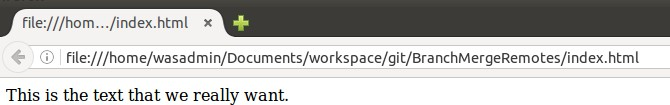 file:///hom…/index.html
file:///home/wasadmin/Documents/workspace/git/BranchMergeRemotes/index.html
This is the text that we really want.